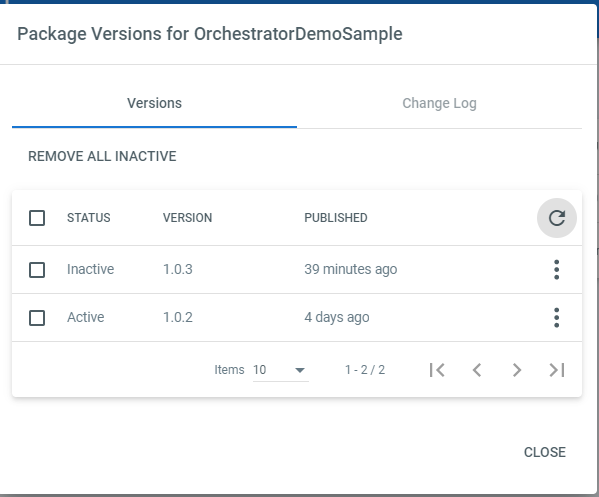 Package Versions for OrchestratorDemoSample
Versions Change Log
REMOVE ALL INACTIVE
STATUS VERSION PUBLISHED
Inactive 1.0.3 39 minutes ago
Active 1.0.2 4 days ago
Items 10 1 - 2 / 2
CLOSE